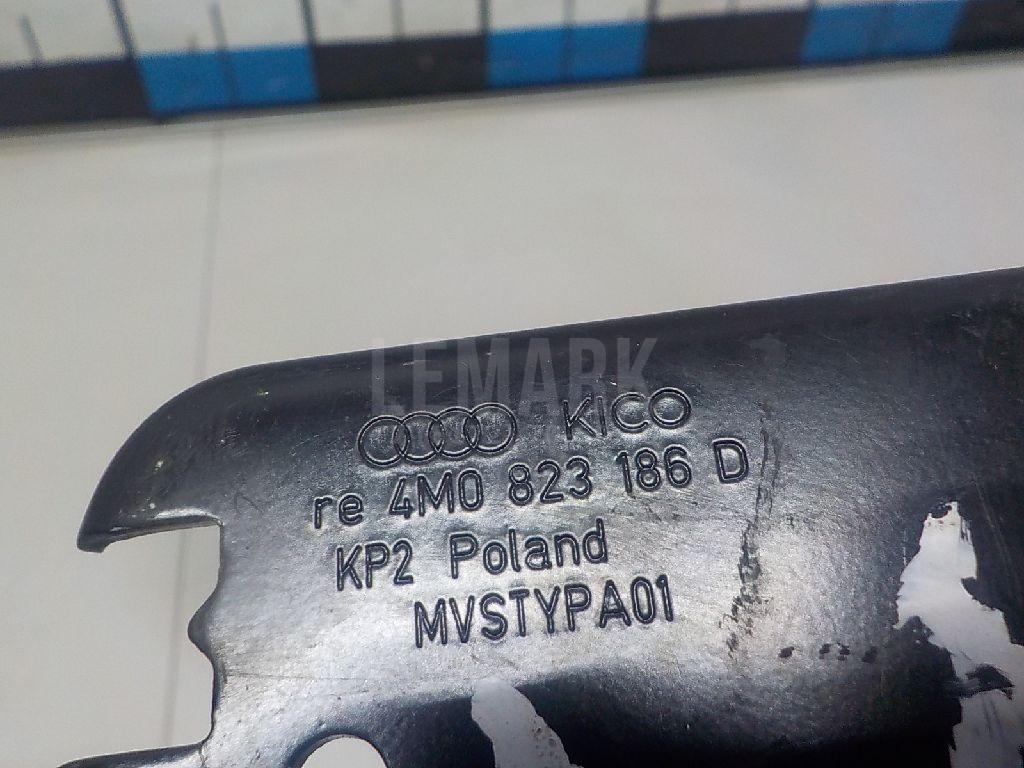 LEMARK
KICO
re 4M0 823 186 D
KP2 Poland
MVSTYPA01